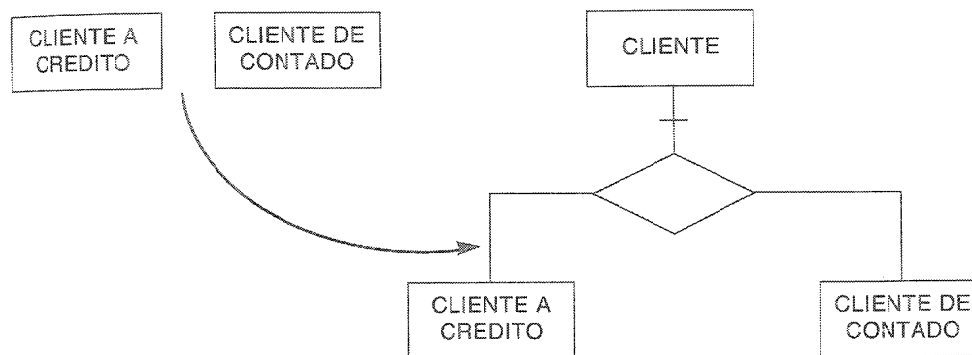 CLIENTE A
CREDITO
CLIENTE DE
CONTADO
CLIENTE
CLIENTE A
CREDITO
CLIENTE DE
CONTADO